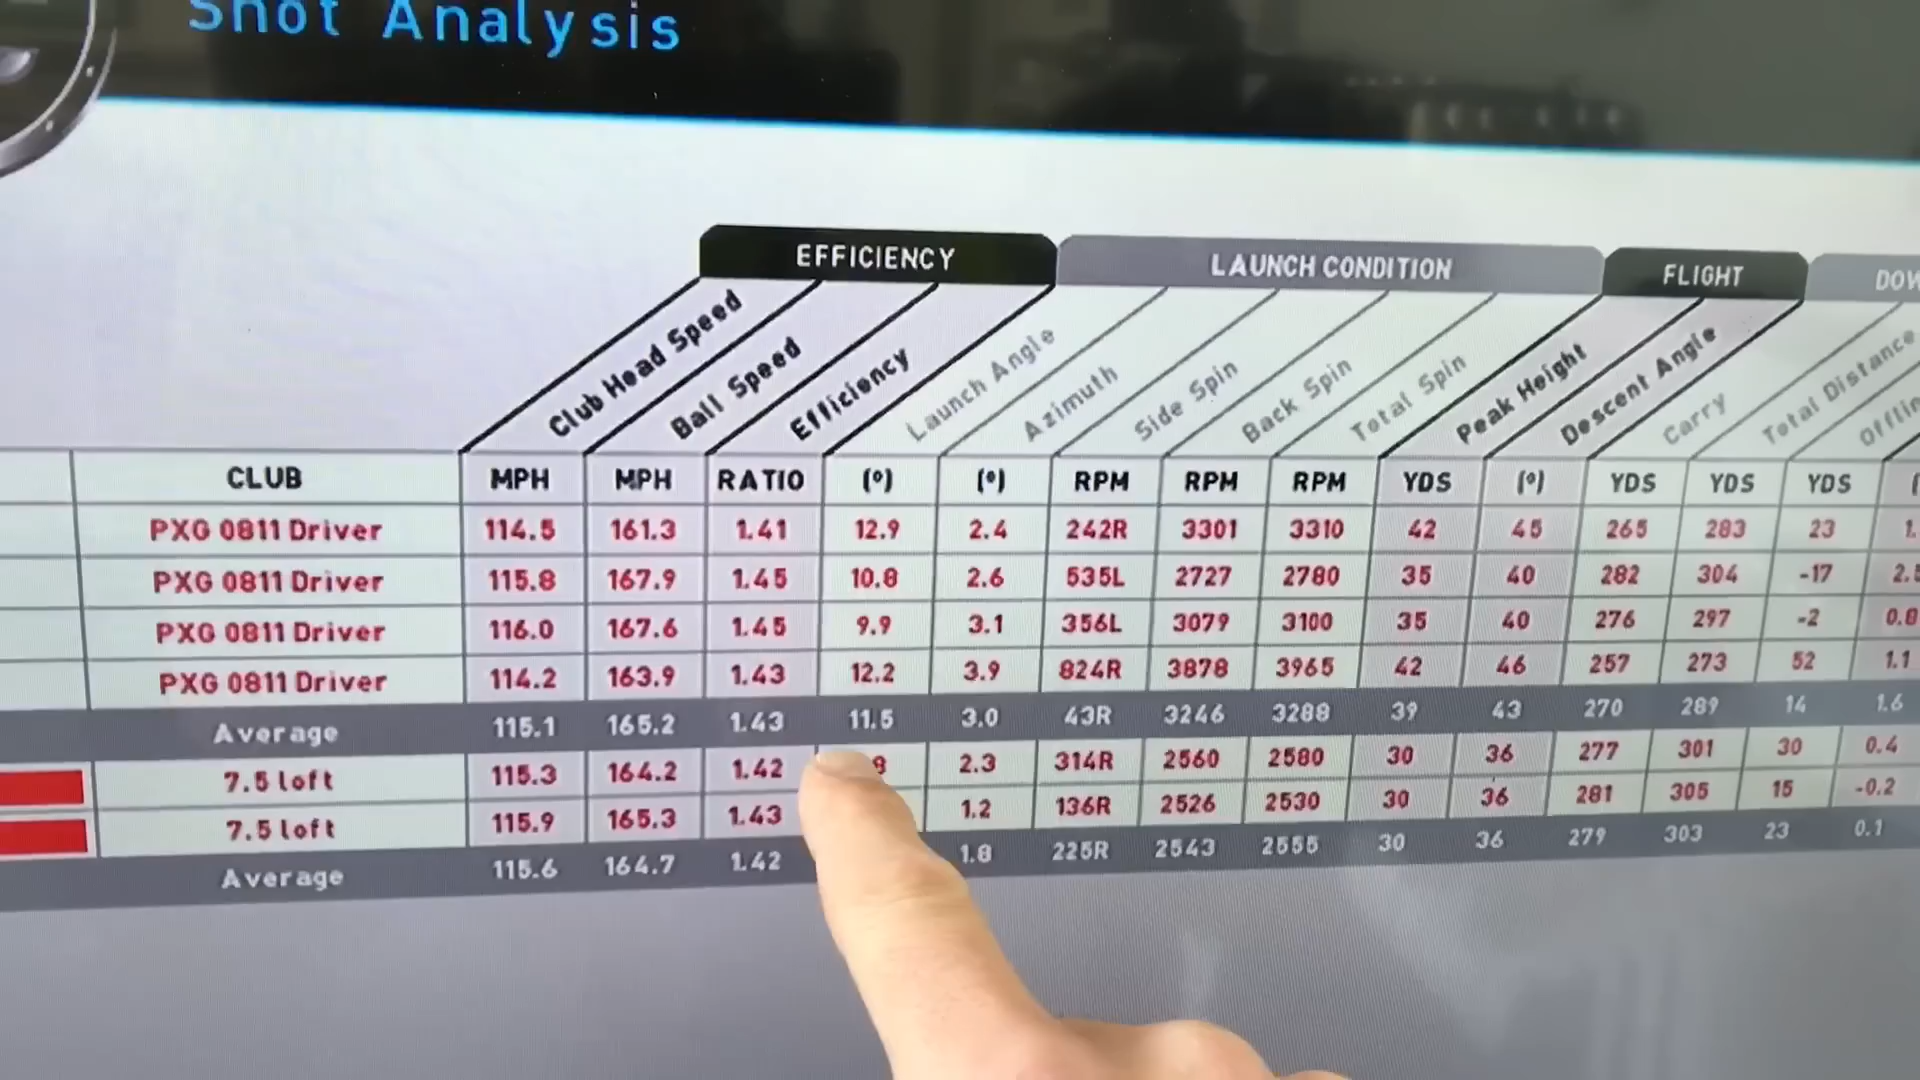 Shot Analysis
EFFICIENCY LAUNCH CONDITION FLIGHT
Club Head Speed Ball Speed Efficiency Launch Angle Azimuth Side Spin Back Spin Total Spin Peak Height Descent Angle Carry Total Distance
CLUB MPH MPH RATIO (°) (°) RPM RPM RPM YDS (°) YDS YDS YDS
PXG 0811 Driver 114.5 161.3 1.41 12.9 2.4 242R 3301 3310 42 45 265 283 23 1.
PXG 0811 Driver 115.8 167.9 1.45 10.8 2.6 535L 2727 2780 35 40 282 304 -17 2.5
PXG 0811 Driver 116.0 167.6 1.45 9.9 3.1 356L 3079 3100 35 40 276 297 -2 0.8
PXG 0811 Driver 114.2 163.9 1.43 12.2 3.9 824R 3878 3965 42 46 257 273 52 1.1
Average 115.1 165.2 1.43 11.5 3.0 43R 3246 3288 39 43 270 289 14 1.6
7.5 loft 115.3 164.2 1.42 8 2.3 314R 2560 2580 30 36 277 301 30 0.4
7.5 loft 115.9 165.3 1.43 1.2 136R 2526 2530 30 36 281 305 15 -0.2
Average 115.6 164.7 1.42 1.8 225R 2543 2555 30 36 279 303 23 0.1